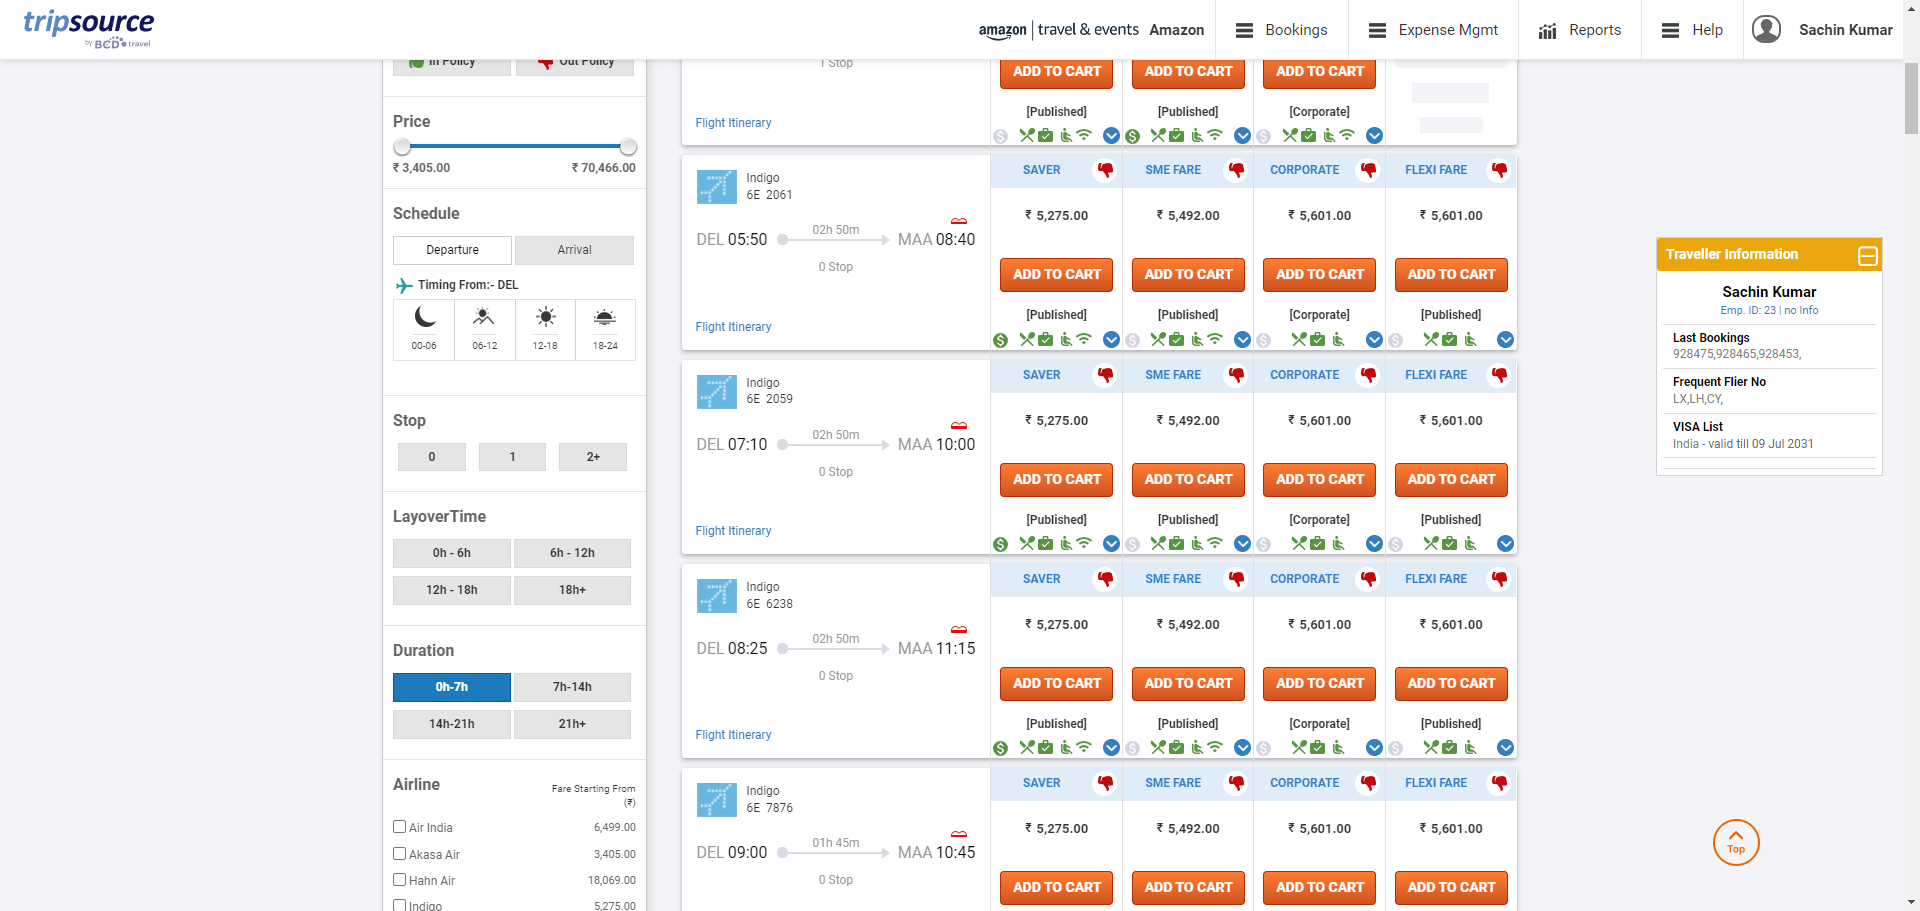 tripsource
by BCD travel
amazon | travel & events Amazon
Bookings
Expense Mgmt
Reports
Help
Sachin Kumar
In Policy
Out Policy
Price
₹ 3,405.00
₹ 70,466.00
Schedule
Departure
Arrival
Timing From:- DEL
00-06
06-12
12-18
18-24
Stop
0
1
2+
LayoverTime
0h - 6h
6h - 12h
12h - 18h
18h+
Duration
0h-7h
7h-14h
14h-21h
21h+
Airline
Fare Starting From
(₹)
Air India 6,499.00
Akasa Air 3,405.00
Hahn Air 18,069.00
Indigo 5,275.00
1 Stop
Flight Itinerary
ADD TO CART ADD TO CART ADD TO CART
[Published] [Published] [Corporate]
Indigo
6E 2061
DEL 05:50
02h 50m
MAA 08:40
0 Stop
Flight Itinerary
SAVER SME FARE CORPORATE FLEXI FARE
₹ 5,275.00 ₹ 5,492.00 ₹ 5,601.00 ₹ 5,601.00
ADD TO CART ADD TO CART ADD TO CART ADD TO CART
[Published] [Published] [Corporate] [Published]
Indigo
6E 2059
DEL 07:10
02h 50m
MAA 10:00
0 Stop
Flight Itinerary
SAVER SME FARE CORPORATE FLEXI FARE
₹ 5,275.00 ₹ 5,492.00 ₹ 5,601.00 ₹ 5,601.00
ADD TO CART ADD TO CART ADD TO CART ADD TO CART
[Published] [Published] [Corporate] [Published]
Indigo
6E 6238
DEL 08:25
02h 50m
MAA 11:15
0 Stop
Flight Itinerary
SAVER SME FARE CORPORATE FLEXI FARE
₹ 5,275.00 ₹ 5,492.00 ₹ 5,601.00 ₹ 5,601.00
ADD TO CART ADD TO CART ADD TO CART ADD TO CART
[Published] [Published] [Corporate] [Published]
Indigo
6E 7876
DEL 09:00
01h 45m
MAA 10:45
0 Stop
SAVER SME FARE CORPORATE FLEXI FARE
₹ 5,275.00 ₹ 5,492.00 ₹ 5,601.00 ₹ 5,601.00
ADD TO CART ADD TO CART ADD TO CART ADD TO CART
Traveller Information
Sachin Kumar
Emp. ID: 23 | no Info
Last Bookings
928475,928465,928453,
Frequent Flier No
LX,LH,CY,
VISA List
India - valid till 09 Jul 2031
Top